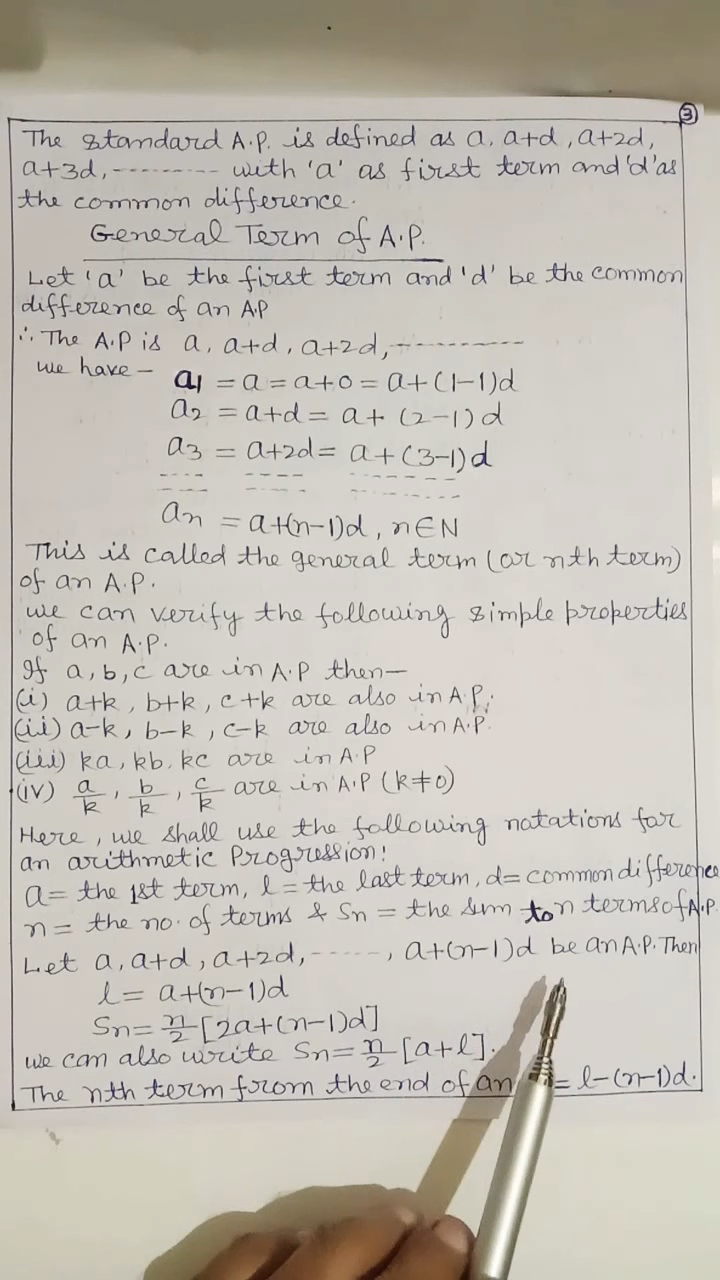 ③
The standard A.P. is defined as a, a+d, a+2d,
a+3d, --------- with 'a' as first term and 'd' as
the common difference.
General Term of A.P.
Let 'a' be the first term and 'd' be the common
difference of an A.P
∴ The A.P is a, a+d, a+2d, -----------
we have –
a1 = a = a+0 = a+(1-1)d
a2 = a+d = a+ (2-1)d
a3 = a+2d = a+(3-1)d
---- ----- --------
---- ----- --------
an = a+(n-1)d, n∈N
This is called the general term (or nth term)
of an A.P.
we can verify the following simple properties
of an A.P.
If a, b, c are in A.P then—
(i) a+k, b+k, c+k are also in A.P.
(ii) a-k, b-k, c-k are also in A.P.
(iii) ka, kb, kc are in A.P
(iv) a/k, b/k, c/k are in A.P (k≠0)
Here, we shall use the following notations for
an arithmetic Progression:
a= the 1st term, l= the last term, d= common difference
n = the no. of terms & Sn = the sum to n terms of A.P.
Let a, a+d, a+2d, ------, a+(n-1)d be an A.P. Then
l = a+(n-1)d
Sn= n/2 [2a+(n-1)d]
we can also write Sn= n/2 [a+l].
The nth term from the end of an = l-(n-1)d.